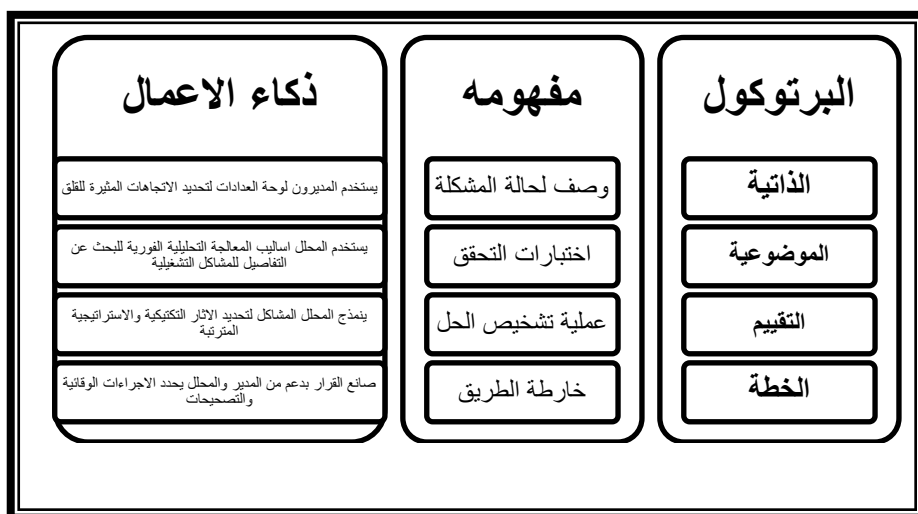 البرتوكول
الذاتية
الموضوعية
التقييم
الخطة
مفهومه
وصف لحالة المشكلة
اختبارات التحقق
عملية تشخيص الحل
خارطة الطريق
ذكاء الاعمال
يستخدم المديرون لوحة العدادات لتحديد الاتجاهات المثيرة للقلق
يستخدم المحلل اساليب المعالجة التحليلية الفورية للبحث عن
التفاصيل للمشاكل التشغيلية
ينمذج المحلل المشاكل لتحديد الاثار التكتيكية والاستراتيجية
المترتبة
صانع القرار بدعم من المدير والمحلل يحدد الاجراءات الوقائية
والتصحيحات